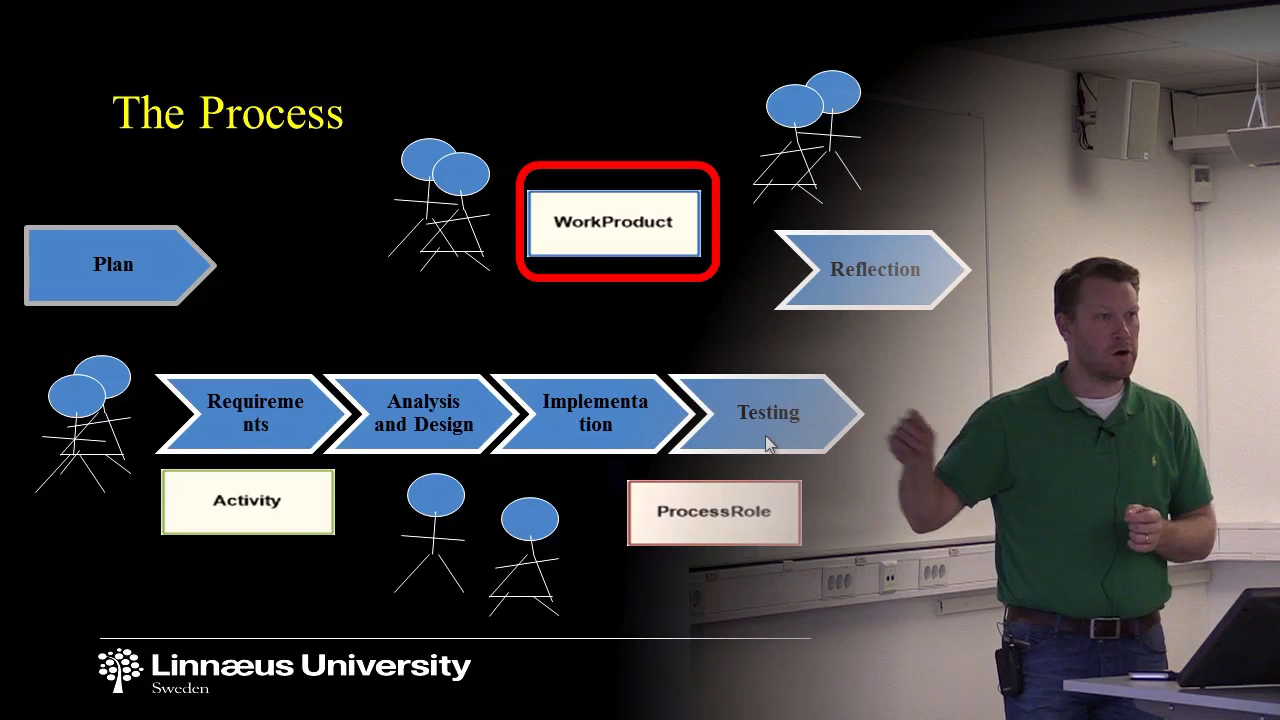 The Process
WorkProduct
Plan
Reflection
Requireme
nts
Analysis
and Design
Implementa
tion
Testing
Activity
ProcessRole
Linnæus University
Sweden